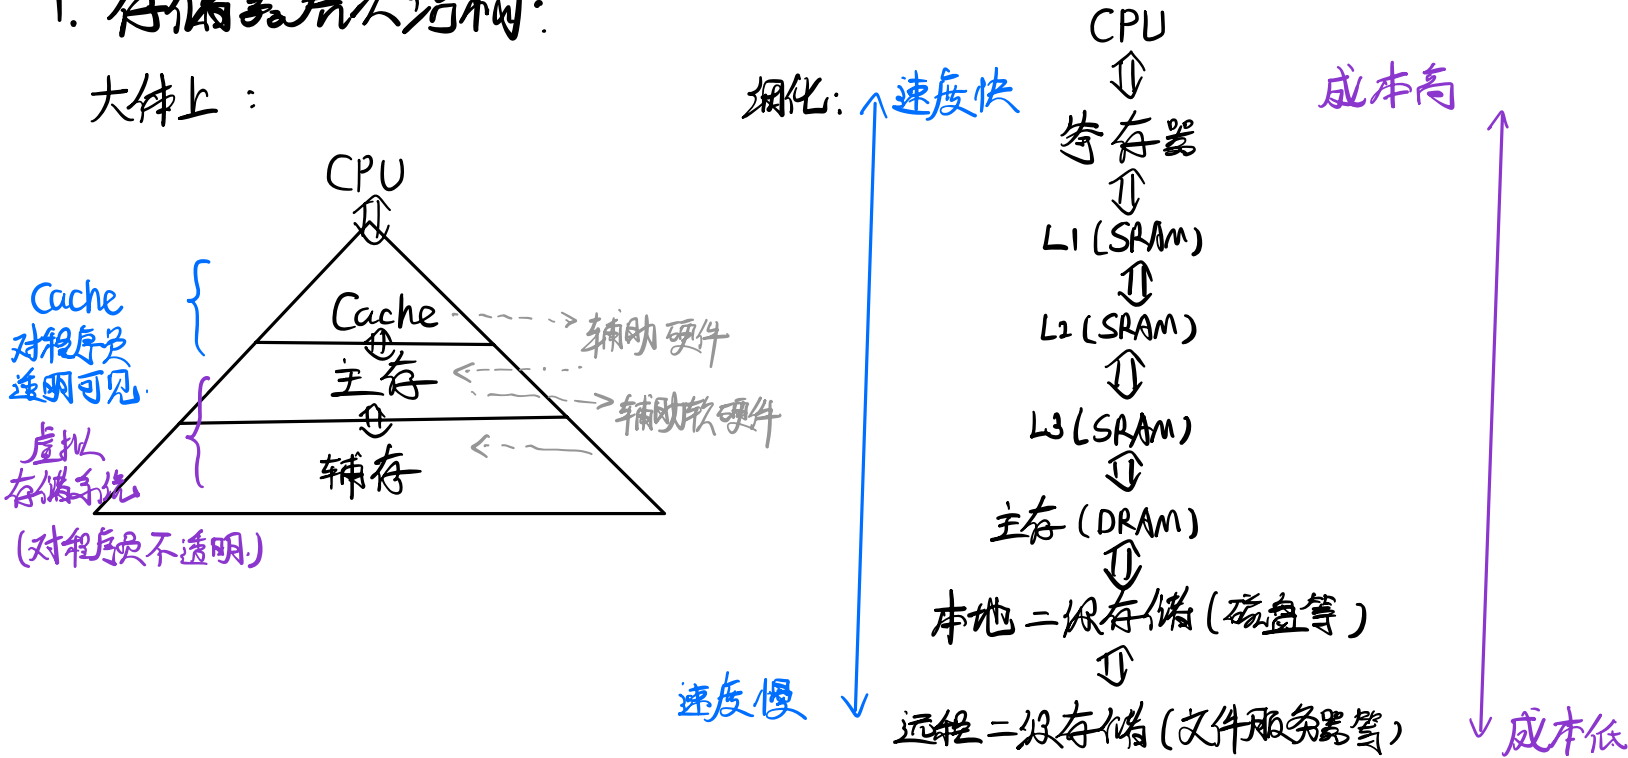 1. 存储器层次结构:
大体上:
CPU
Cache
主存
辅存
辅助硬件
辅助软硬件
Cache
对程序员
透明可见.
虚拟
存储系统
(对程序员不透明.)
细化:
速度快
速度慢
成本高
成本低
CPU
寄存器
L1(SRAM)
L2(SRAM)
L3(SRAM)
主存(DRAM)
本地二级存储(磁盘等)
远程二级存储(文件服务器等)